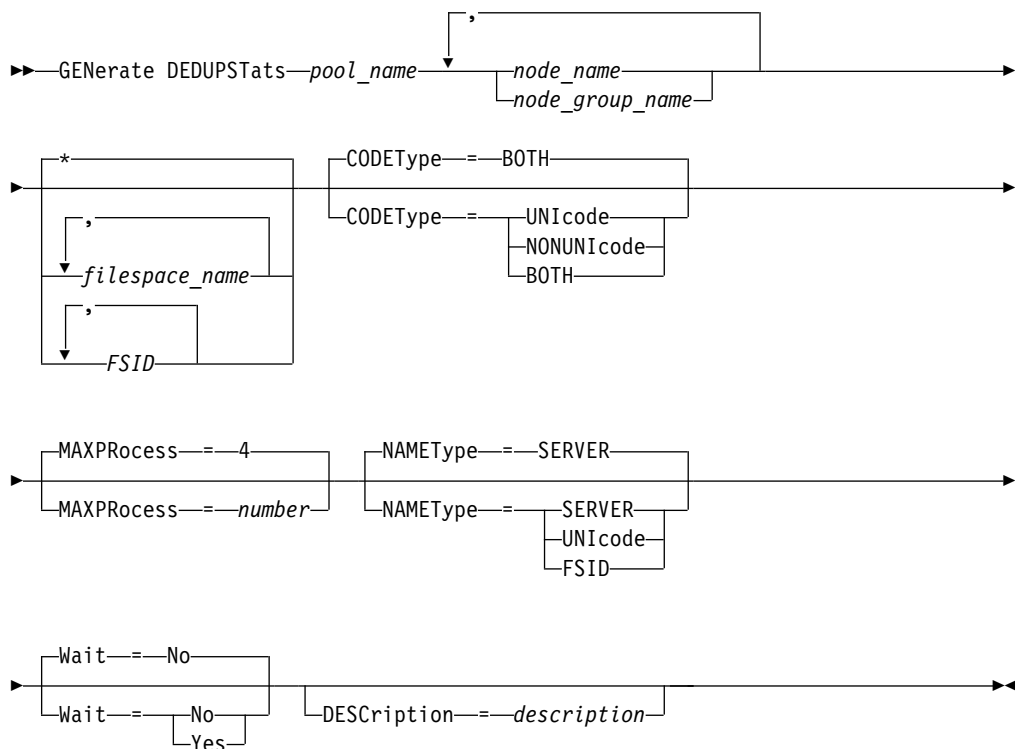 ,
GENerate DEDUPSTats pool_name node_name
node_group_name
*
,
filespace_name
,
FSID
CODEType = BOTH
CODEType = UNIcode
NONUNIcode
BOTH
MAXPRocess = 4
MAXPRocess = number
NAMEType = SERVER
NAMEType = SERVER
UNIcode
FSID
Wait = No
Wait = No
Yes
DESCription = description